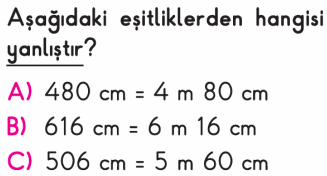 Aşağıdaki eşitliklerden hangisi
yanlıştır?
A) 480 cm = 4 m 80 cm
B) 616 cm = 6 m 16 cm
C) 506 cm = 5 m 60 cm